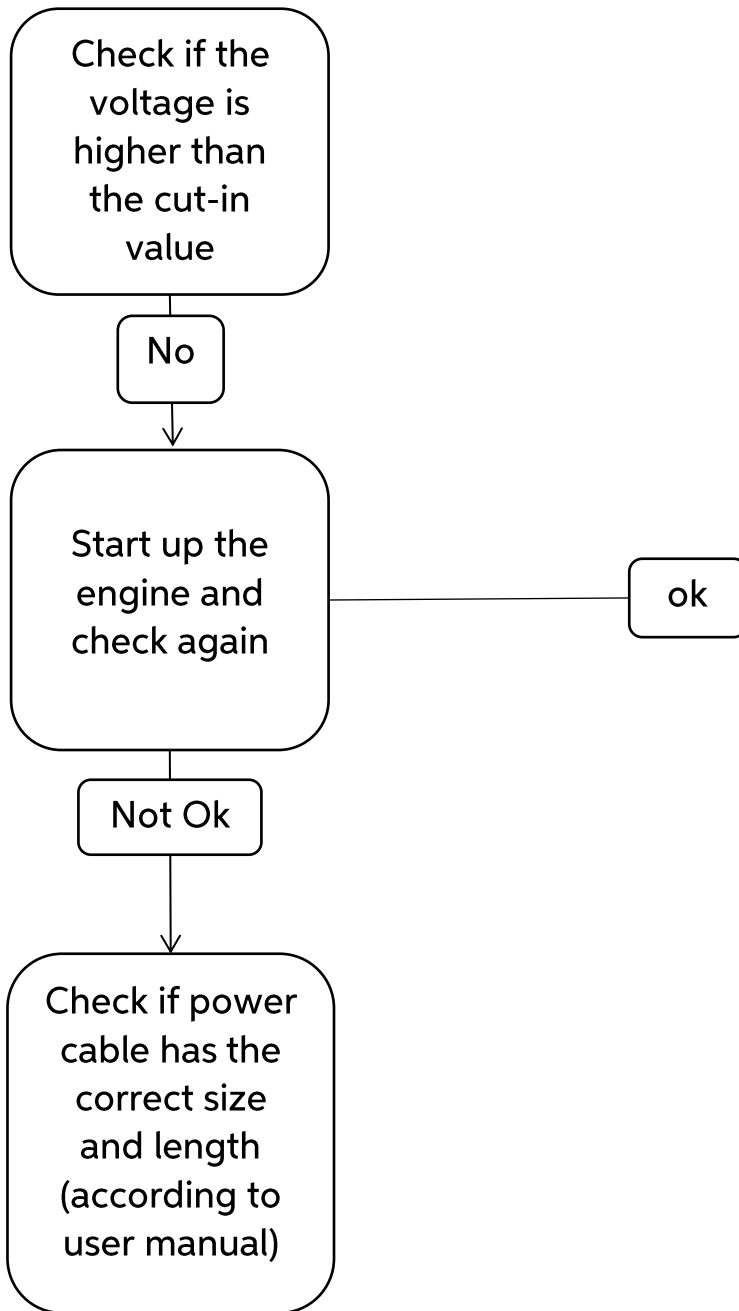 Check if the
voltage is
higher than
the cut-in
value
No
Start up the
engine and
check again
ok
Not Ok
Check if power
cable has the
correct size
and length
(according to
user manual)